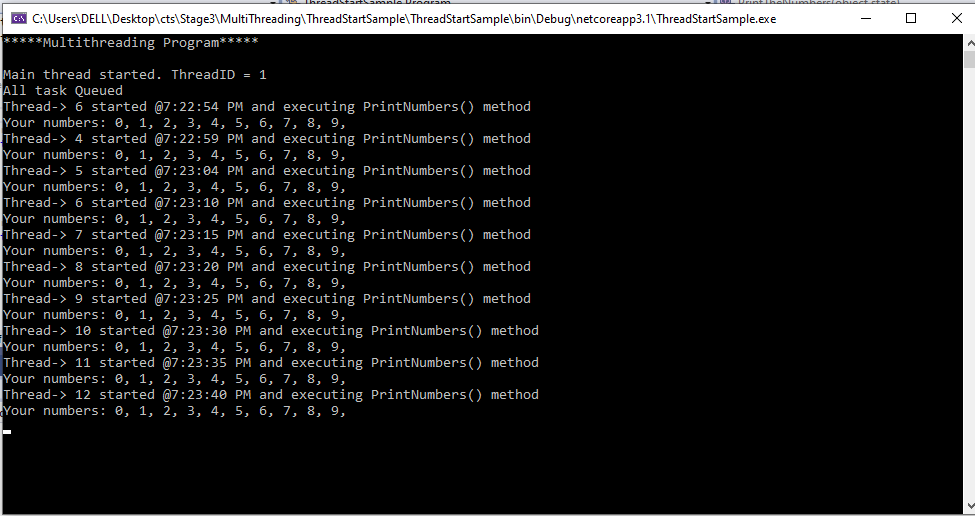 ThreadStartSample.Program
PrintTheNumbers(object state)
C:\Users\DELL\Desktop\cts\Stage3\MultiThreading\ThreadStartSample\ThreadStartSample\bin\Debug\netcoreapp3.1\ThreadStartSample.exe
*****Multithreading Program*****
Main thread started. ThreadID = 1
All task Queued
Thread-> 6 started @7:22:54 PM and executing PrintNumbers() method
Your numbers: 0, 1, 2, 3, 4, 5, 6, 7, 8, 9,
Thread-> 4 started @7:22:59 PM and executing PrintNumbers() method
Your numbers: 0, 1, 2, 3, 4, 5, 6, 7, 8, 9,
Thread-> 5 started @7:23:04 PM and executing PrintNumbers() method
Your numbers: 0, 1, 2, 3, 4, 5, 6, 7, 8, 9,
Thread-> 6 started @7:23:10 PM and executing PrintNumbers() method
Your numbers: 0, 1, 2, 3, 4, 5, 6, 7, 8, 9,
Thread-> 7 started @7:23:15 PM and executing PrintNumbers() method
Your numbers: 0, 1, 2, 3, 4, 5, 6, 7, 8, 9,
Thread-> 8 started @7:23:20 PM and executing PrintNumbers() method
Your numbers: 0, 1, 2, 3, 4, 5, 6, 7, 8, 9,
Thread-> 9 started @7:23:25 PM and executing PrintNumbers() method
Your numbers: 0, 1, 2, 3, 4, 5, 6, 7, 8, 9,
Thread-> 10 started @7:23:30 PM and executing PrintNumbers() method
Your numbers: 0, 1, 2, 3, 4, 5, 6, 7, 8, 9,
Thread-> 11 started @7:23:35 PM and executing PrintNumbers() method
Your numbers: 0, 1, 2, 3, 4, 5, 6, 7, 8, 9,
Thread-> 12 started @7:23:40 PM and executing PrintNumbers() method
Your numbers: 0, 1, 2, 3, 4, 5, 6, 7, 8, 9,